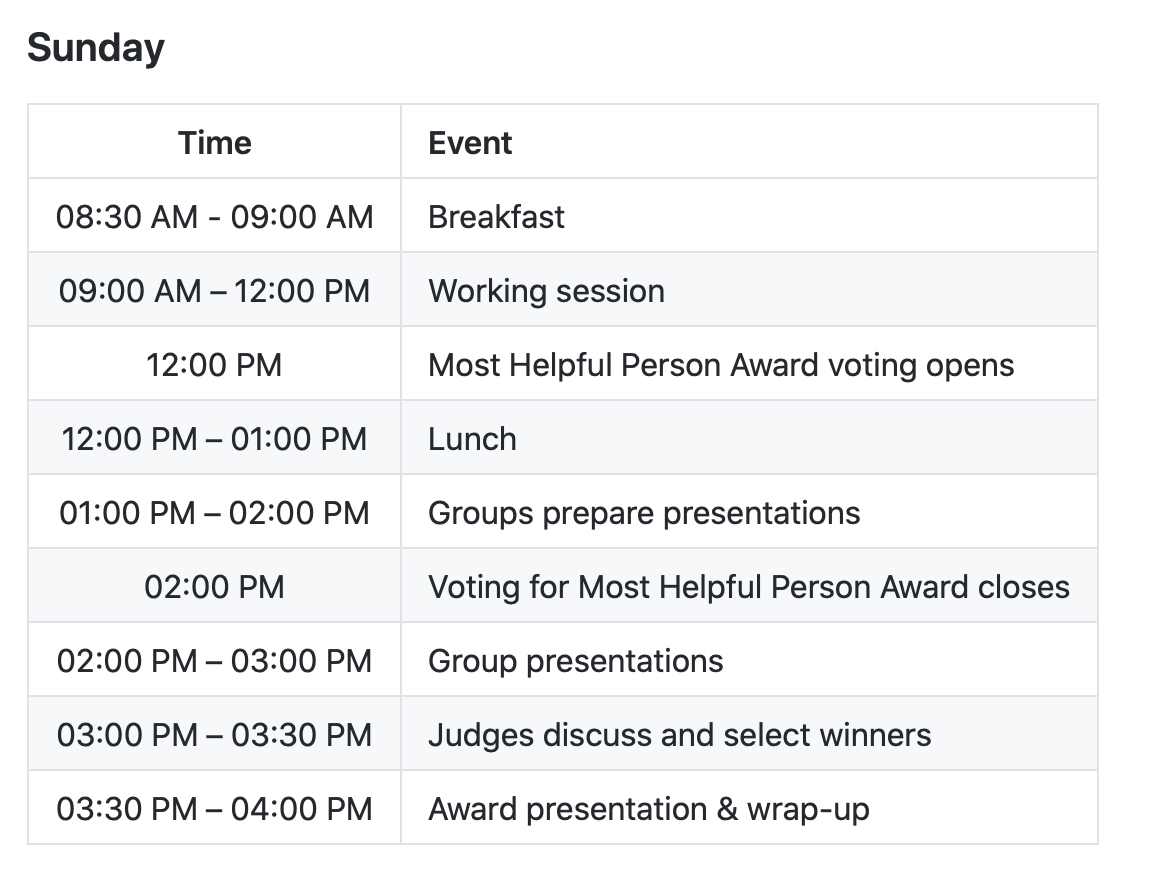 Sunday
Time Event
08:30 AM - 09:00 AM Breakfast
09:00 AM – 12:00 PM Working session
12:00 PM Most Helpful Person Award voting opens
12:00 PM – 01:00 PM Lunch
01:00 PM – 02:00 PM Groups prepare presentations
02:00 PM Voting for Most Helpful Person Award closes
02:00 PM – 03:00 PM Group presentations
03:00 PM – 03:30 PM Judges discuss and select winners
03:30 PM – 04:00 PM Award presentation & wrap-up